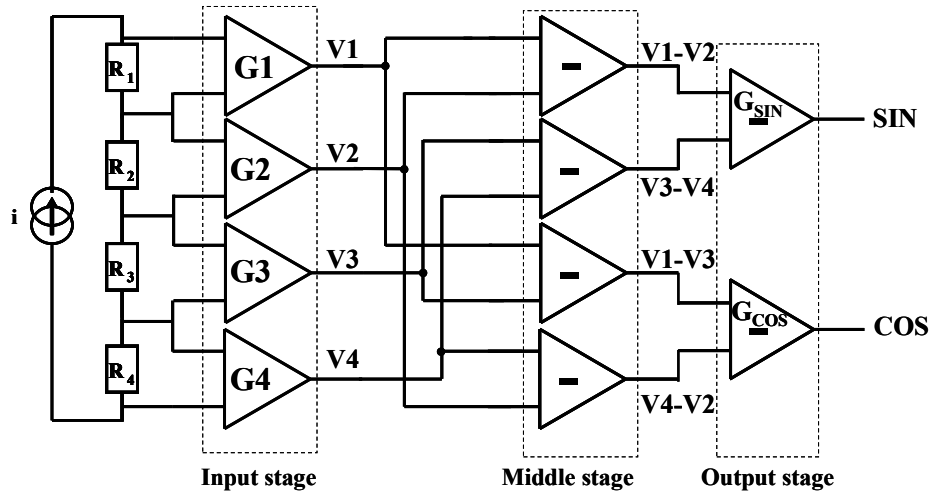 i
R1
R2
R3
R4
G1
G2
G3
G4
V1
V2
V3
V4
-
-
-
-
V1-V2
V3-V4
V1-V3
V4-V2
GSIN
-
GCOS
-
SIN
COS
Input stage
Middle stage
Output stage